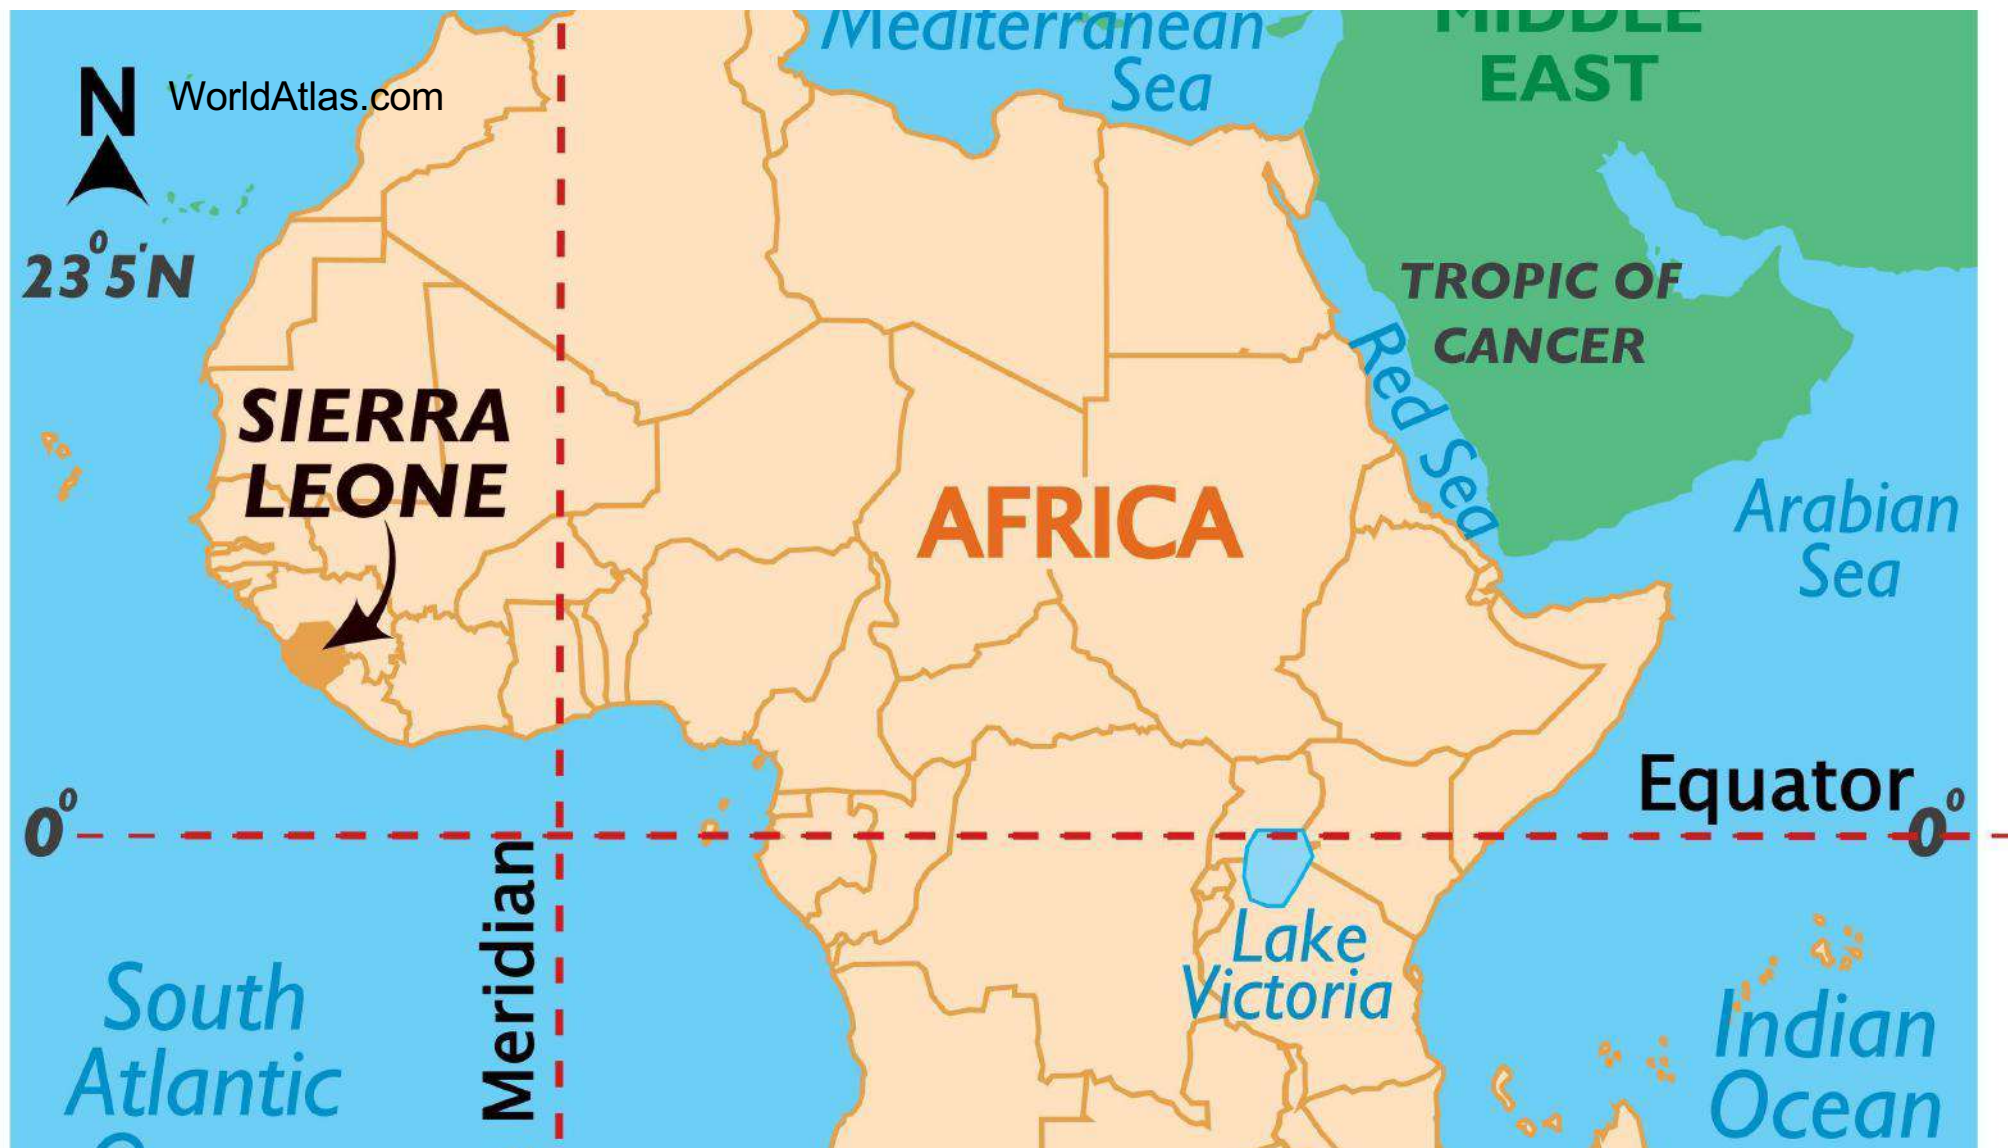 Mediterranean
Sea
MIDDLE
EAST
N
WorldAtlas.com
23°5'N
TROPIC OF
CANCER
Red Sea
SIERRA
LEONE
AFRICA
Arabian
Sea
Equator
0°
0°
Meridian
Lake
Victoria
South
Atlantic
Indian
Ocean